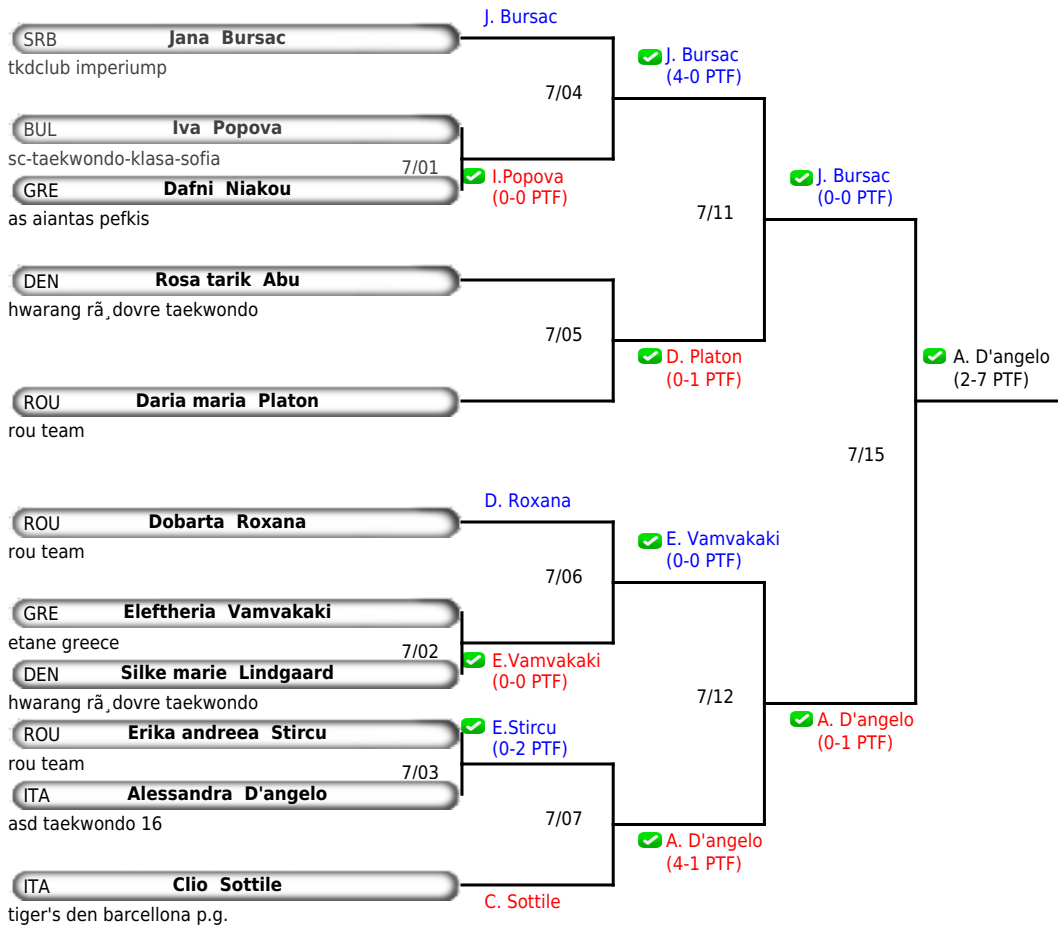 J. Bursac
SRB Jana Bursac
tkdclub imperiump
J. Bursac
(4-0 PTF)
7/04
BUL Iva Popova
sc-taekwondo-klasa-sofia
7/01
I.Popova
(0-0 PTF)
GRE Dafni Niakou
as aiantas pefkis
J. Bursac
(0-0 PTF)
7/11
DEN Rosa tarik Abu
hwarang rã¸dovre taekwondo
7/05
D. Platon
(0-1 PTF)
ROU Daria maria Platon
rou team
A. D'angelo
(2-7 PTF)
7/15
D. Roxana
ROU Dobarta Roxana
rou team
E. Vamvakaki
(0-0 PTF)
7/06
GRE Eleftheria Vamvakaki
etane greece
7/02
E.Vamvakaki
(0-0 PTF)
DEN Silke marie Lindgaard
hwarang rã¸dovre taekwondo
7/12
A. D'angelo
(0-1 PTF)
ROU Erika andreea Stircu
rou team
E.Stircu
(0-2 PTF)
7/03
ITA Alessandra D'angelo
asd taekwondo 16
7/07
A. D'angelo
(4-1 PTF)
ITA Clio Sottile
tiger's den barcellona p.g.
C. Sottile